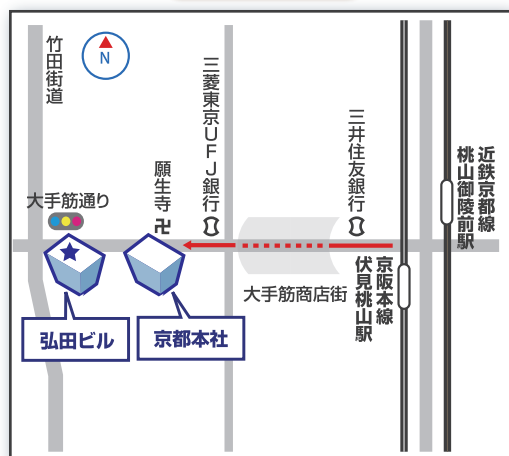 竹田街道
N
三菱東京UFJ銀行
三井住友銀行
近鉄京都線
桃山御陵前駅
願生寺
卍
大手筋通り
京阪本線
伏見桃山駅
大手筋商店街
弘田ビル
京都本社